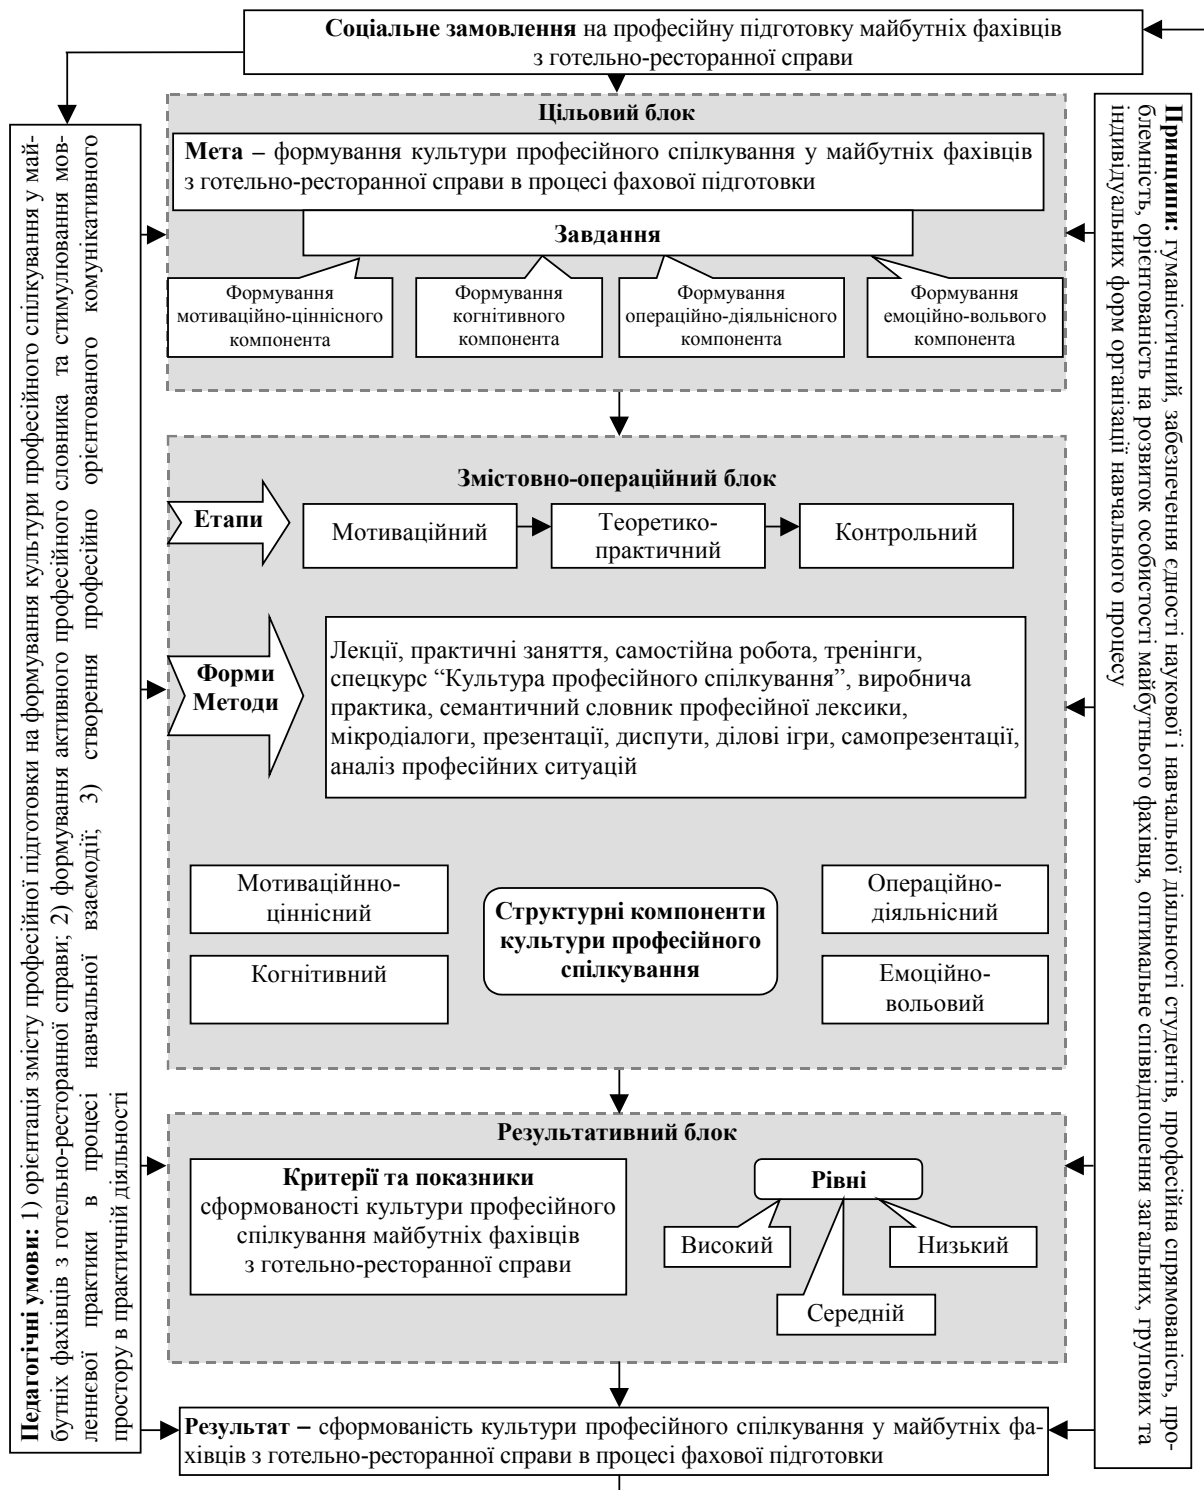 Соціальне замовлення на професійну підготовку майбутніх фахівців
з готельно-ресторанної справи
Педагогічні умови: 1) орієнтація змісту професійної підготовки на формування культури професійного спілкування у май-
бутніх фахівців з готельно-ресторанної справи; 2) формування активного професійного словника та стимулювання мов-
леннєвої практики в процесі навчальної взаємодії; 3) створення професійно орієнтованого комунікативного
простору в практичній діяльності
Цільовий блок
Мета – формування культури професійного спілкування у майбутніх фахівців
з готельно-ресторанної справи в процесі фахової підготовки
Завдання
Формування
мотиваційно-ціннісного
компонента
Формування
когнітивного
компонента
Формування
операційно-діяльнісного
компонента
Формування
емоційно-вольвого
компонента
Змістовно-операційний блок
Етапи
Мотиваційний
Теоретико-
практичний
Контрольний
Форми
Методи
Лекції, практичні заняття, самостійна робота, тренінги,
спецкурс “Культура професійного спілкування”, виробнича
практика, семантичний словник професійної лексики,
мікродіалоги, презентації, диспути, ділові ігри, самопрезентації,
аналіз професійних ситуацій
Мотиваційнно-
ціннісний
Когнітивний
Структурні компоненти
культури професійного
спілкування
Операційно-
діяльнісний
Емоційно-
вольовий
Результативний блок
Критерії та показники
сформованості культури професійного
спілкування майбутніх фахівців
з готельно-ресторанної справи
Рівні
Високий
Низький
Середній
Результат – сформованість культури професійного спілкування у майбутніх фа-
хівців з готельно-ресторанної справи в процесі фахової підготовки
Принципи: гуманістичний, забезпечення єдності наукової і навчальної діяльності студентів, професійна спрямованість, про-
блемність, орієнтованість на розвиток особистості майбутнього фахівця, оптимальне співвідношення загальних, групових та
індивідуальних форм організації навчального процесу